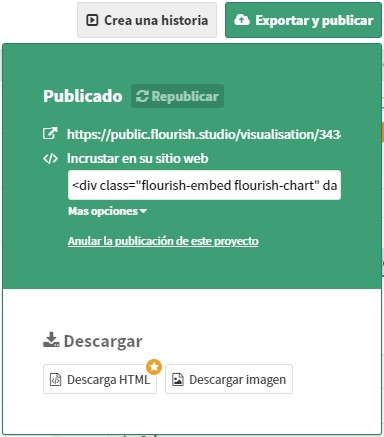 Crea una historia
Exportar y publicar
Publicado
Republicar
https://public.flourish.studio/visualisation/343
</> Incrustar en su sitio web
<div class="flourish-embed flourish-chart" da
Mas opciones
Anular la publicación de este proyecto
Descargar
Descarga HTML
Descargar imagen